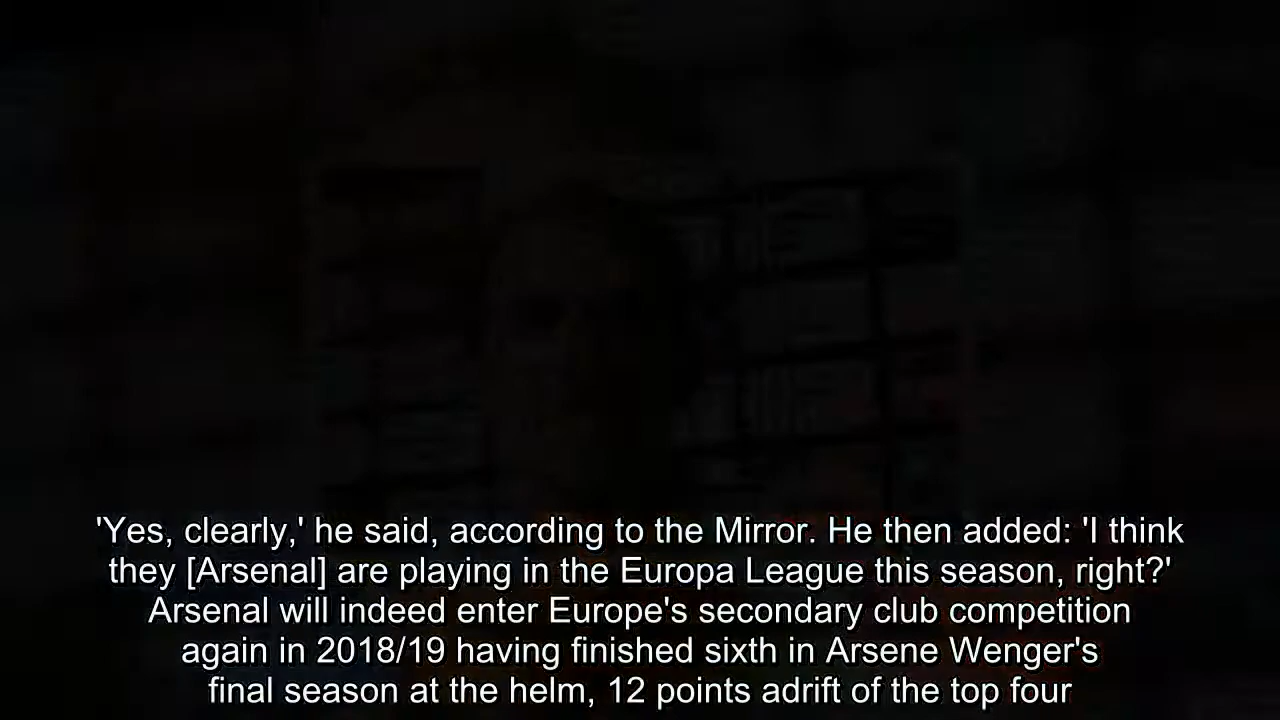 'Yes, clearly,' he said, according to the Mirror. He then added: 'I think
they [Arsenal] are playing in the Europa League this season, right?'
Arsenal will indeed enter Europe's secondary club competition
again in 2018/19 having finished sixth in Arsene Wenger's
final season at the helm, 12 points adrift of the top four